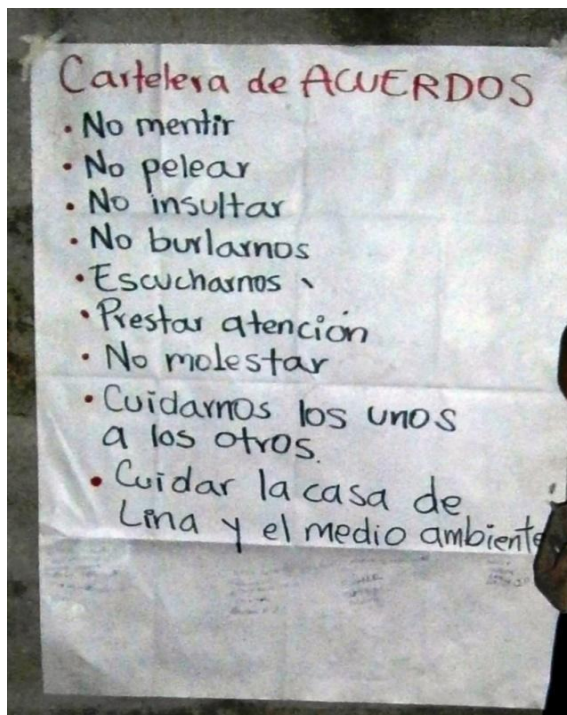 Cartelera de ACUERDOS
• No mentir
• No pelear
• No insultar
• No burlarnos
• Escucharnos
• Prestar atención
• No molestar
• Cuidarnos los unos
a los otros.
• Cuidar la casa de
Lina y el medio ambiente